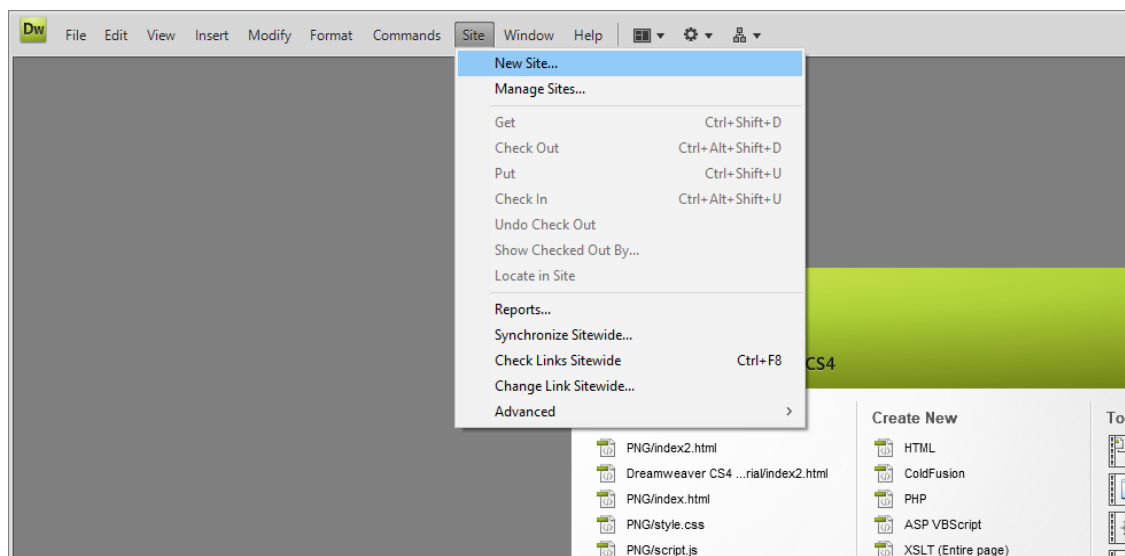 Dw File Edit View Insert Modify Format Commands Site Window Help
New Site...
Manage Sites...
Get Ctrl+Shift+D
Check Out Ctrl+Alt+Shift+D
Put Ctrl+Shift+U
Check In Ctrl+Alt+Shift+U
Undo Check Out
Show Checked Out By...
Locate in Site
Reports...
Synchronize Sitewide...
Check Links Sitewide Ctrl+F8
Change Link Sitewide...
Advanced
CS4
PNG/index2.html
Dreamweaver CS4 ...rial/index2.html
PNG/index.html
PNG/style.css
PNG/script.js
Create New
HTML
ColdFusion
PHP
ASP VBScript
XSLT (Entire page)
To